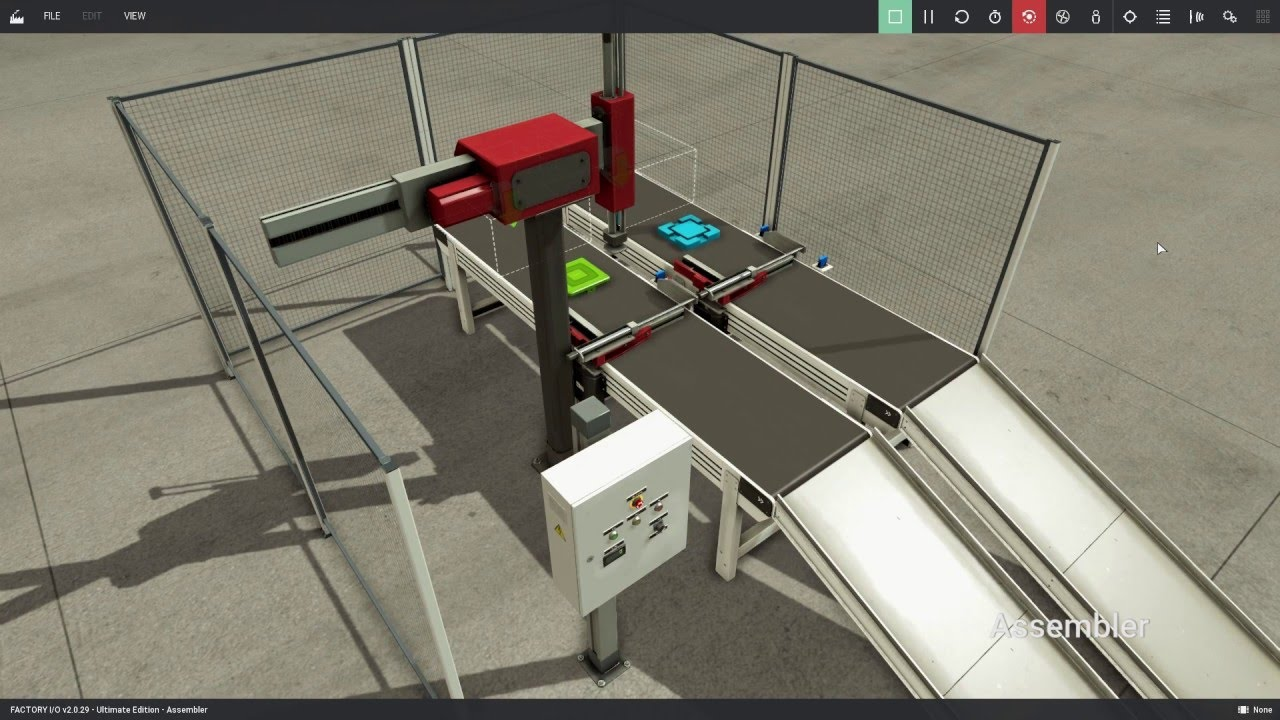 FILE EDIT VIEW
Assembler
FACTORY I/O v2.0.29 - Ultimate Edition - Assembler
None